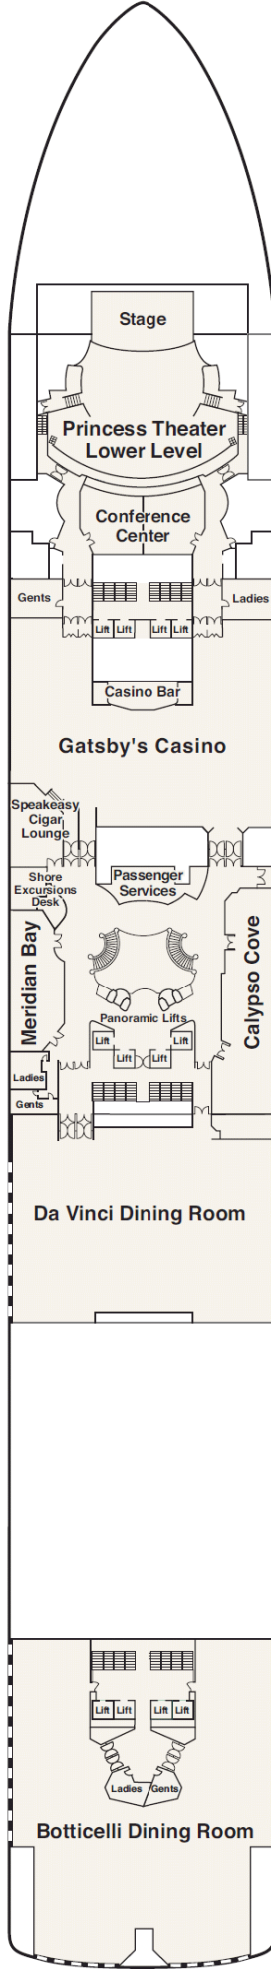 Stage
Princess Theater
Lower Level
Conference
Center
Gents
Ladies
Lift Lift Lift Lift
Casino Bar
Gatsby's Casino
Speakeasy
Cigar
Lounge
Passenger
Services
Shore
Excursions
Desk
Meridian Bay
Calypso Cove
Panoramic Lifts
Lift Lift
Lift Lift
Ladies
Gents
Da Vinci Dining Room
Lift Lift Lift Lift
Ladies Gents
Botticelli Dining Room